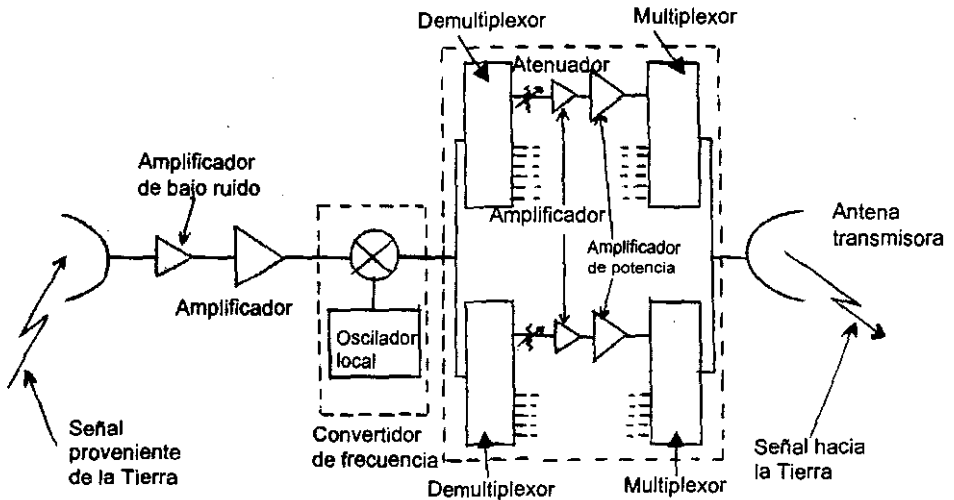 Demultiplexor
Multiplexor
Atenuador
Amplificador
de bajo ruido
Amplificador
Antena
transmisora
Amplificador
de potencia
Amplificador
Oscilador
local
Señal
proveniente
de la Tierra
Convertidor
de frecuencia
Demultiplexor
Multiplexor
Señal hacia
la Tierra